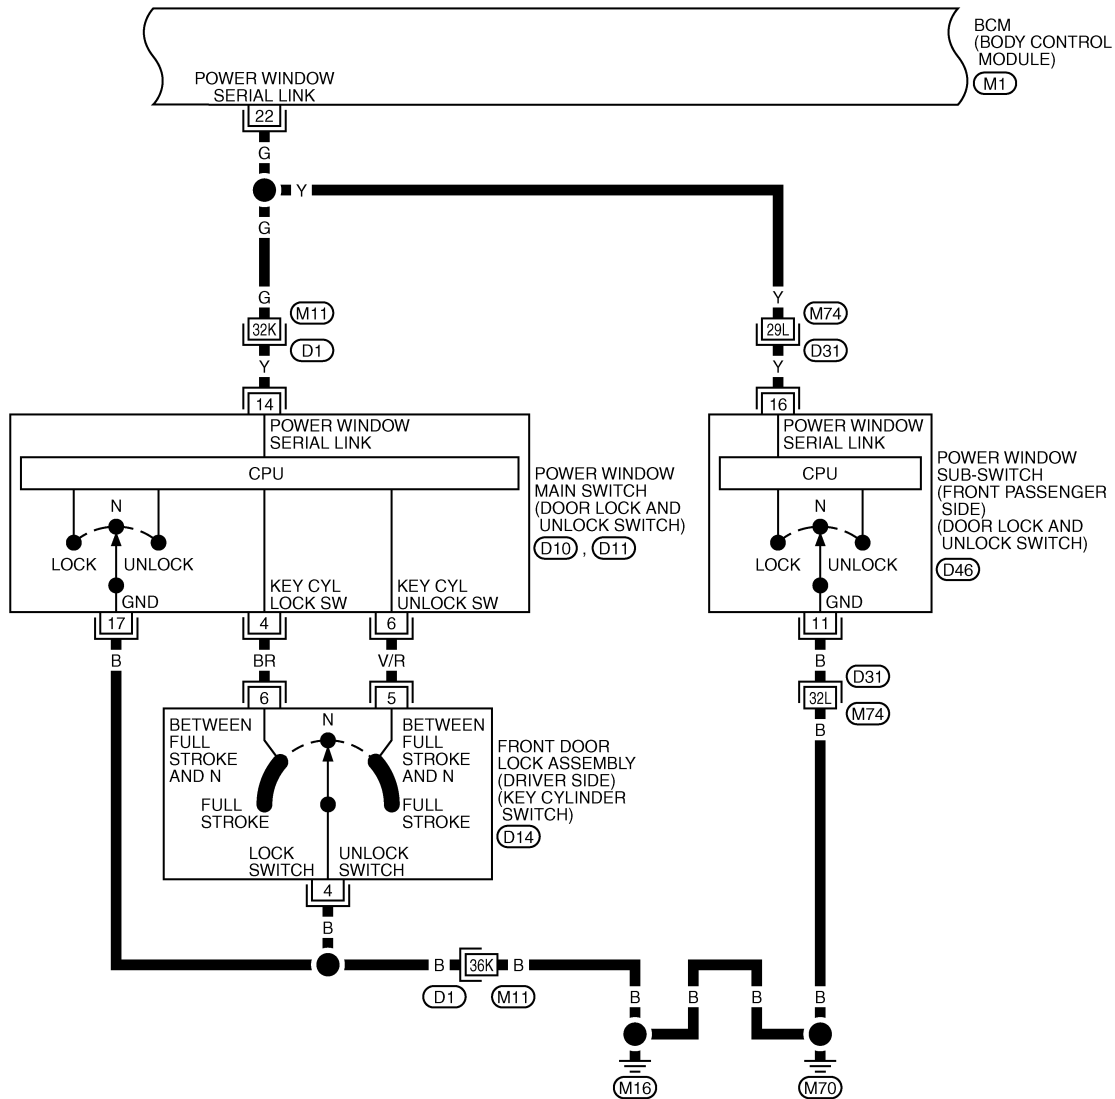 BCM
(BODY CONTROL
MODULE)
M1
POWER WINDOW
SERIAL LINK
22
G
Y
G
G
Y
M11
32K
D1
M74
29L
D31
Y
Y
14
16
POWER WINDOW
SERIAL LINK
CPU
N
LOCK
UNLOCK
GND
KEY CYL
LOCK SW
KEY CYL
UNLOCK SW
POWER WINDOW
MAIN SWITCH
(DOOR LOCK AND
UNLOCK SWITCH)
D10 , D11
POWER WINDOW
SERIAL LINK
CPU
N
LOCK
UNLOCK
GND
POWER WINDOW
SUB-SWITCH
(FRONT PASSENGER
SIDE)
(DOOR LOCK AND
UNLOCK SWITCH)
D46
17
4
6
11
B
BR
V/R
B
6
5
D31
32L
M74
B
BETWEEN
FULL
STROKE
AND N
FULL
STROKE
N
BETWEEN
FULL
STROKE
AND N
FULL
STROKE
LOCK
SWITCH
UNLOCK
SWITCH
FRONT DOOR
LOCK ASSEMBLY
(DRIVER SIDE)
(KEY CYLINDER
SWITCH)
D14
4
B
B
36K
B
D1
M11
B
B
B
B
M16
M70